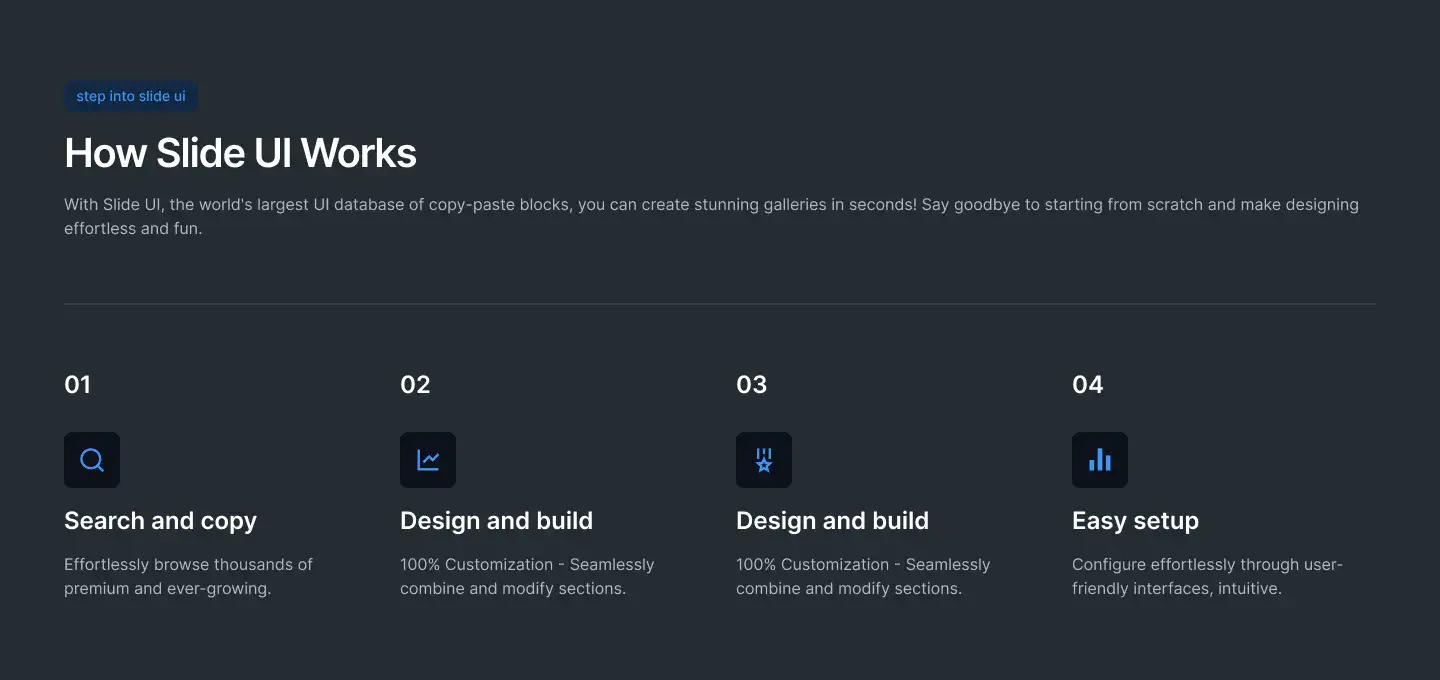 step into slide ui
How Slide UI Works
With Slide UI, the world's largest UI database of copy-paste blocks, you can create stunning galleries in seconds! Say goodbye to starting from scratch and make designing
effortless and fun.
01
Search and copy
Effortlessly browse thousands of
premium and ever-growing.
02
Design and build
100% Customization - Seamlessly
combine and modify sections.
03
Design and build
100% Customization - Seamlessly
combine and modify sections.
04
Easy setup
Configure effortlessly through user-
friendly interfaces, intuitive.